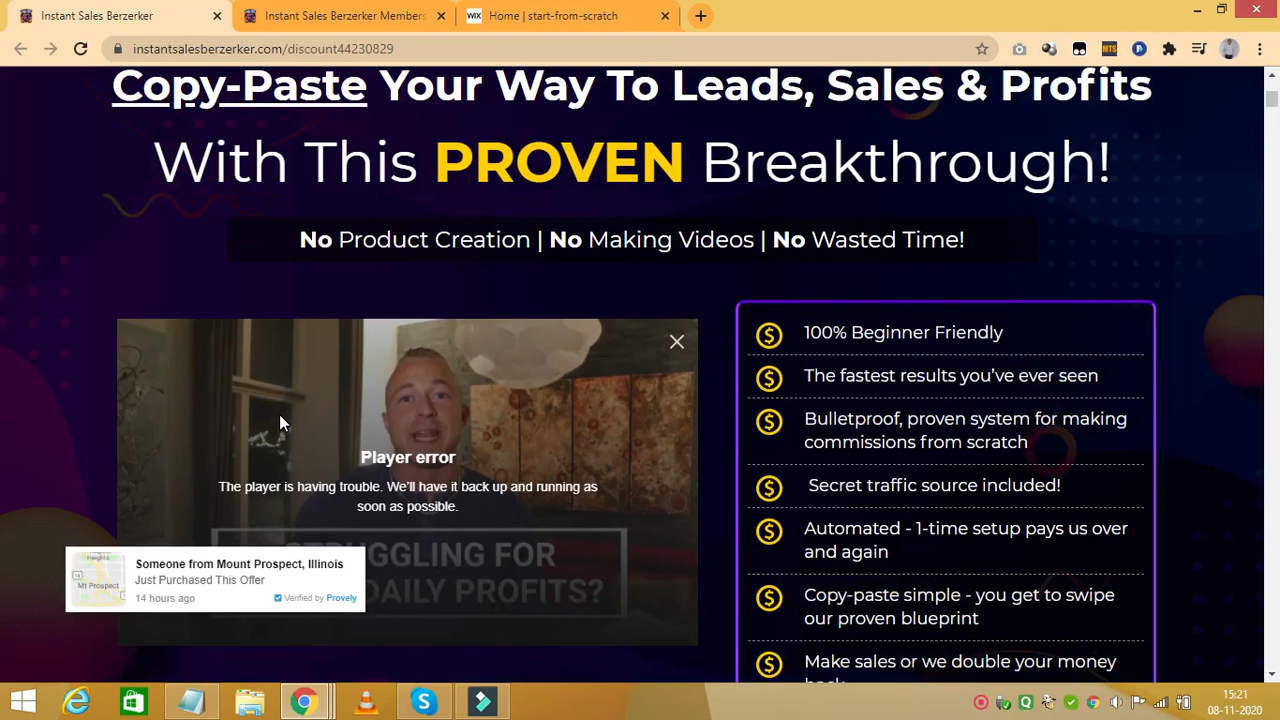 Instant Sales Berzerker
Instant Sales Berzerker Members
WIX Home | start-from-scratch
instantsalesberzerker.com/discount44230829
MTS
Copy-Paste Your Way To Leads, Sales & Profits
With This PROVEN Breakthrough!
No Product Creation | No Making Videos | No Wasted Time!
Player error
The player is having trouble. We'll have it back up and running as
soon as possible.
STRUGGLING FOR
DAILY PROFITS?
Heights
Mt Prospect
Someone from Mount Prospect, Illinois
Just Purchased This Offer
14 hours ago
Verified by Provely
100% Beginner Friendly
The fastest results you've ever seen
Bulletproof, proven system for making
commissions from scratch
Secret traffic source included!
Automated - 1-time setup pays us over
and again
Copy-paste simple - you get to swipe
our proven blueprint
Make sales or we double your money
back
15:21
08-11-2020